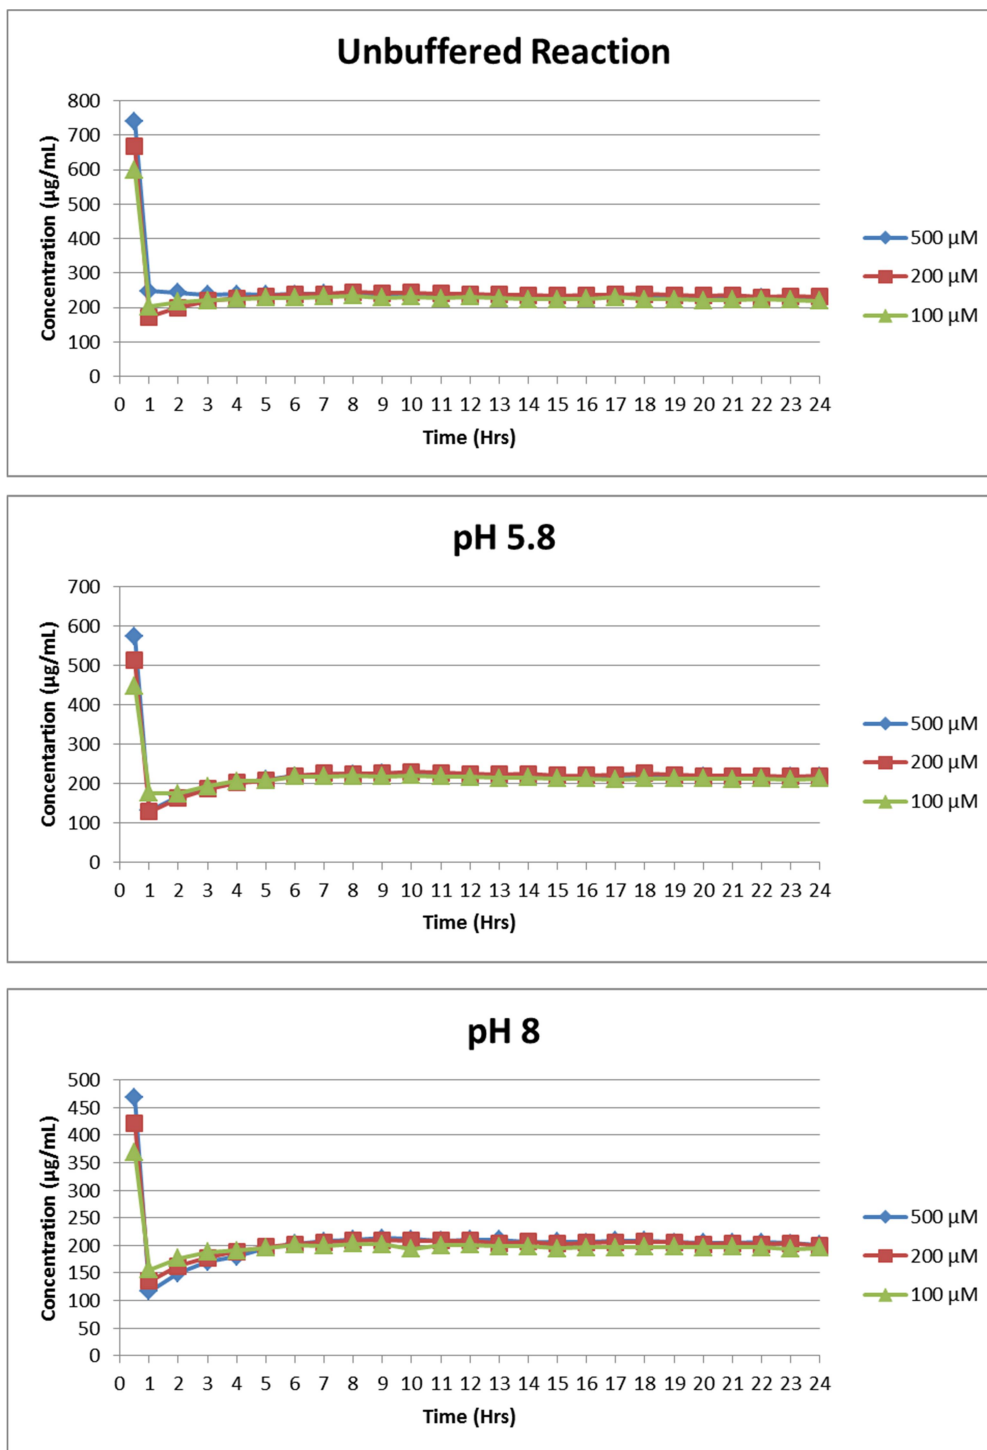 Unbuffered Reaction
Concentration (µg/mL)
800
700
600
500
400
300
200
100
0
0 1 2 3 4 5 6 7 8 9 10 11 12 13 14 15 16 17 18 19 20 21 22 23 24
Time (Hrs)
500 µM
200 µM
100 µM
pH 5.8
Concentartion (µg/mL)
700
600
500
400
300
200
100
0
0 1 2 3 4 5 6 7 8 9 10 11 12 13 14 15 16 17 18 19 20 21 22 23 24
Time (Hrs)
500 µM
200 µM
100 µM
pH 8
Concentration (µg/mL)
500
450
400
350
300
250
200
150
100
50
0
0 1 2 3 4 5 6 7 8 9 10 11 12 13 14 15 16 17 18 19 20 21 22 23 24
Time (Hrs)
500 µM
200 µM
100 µM